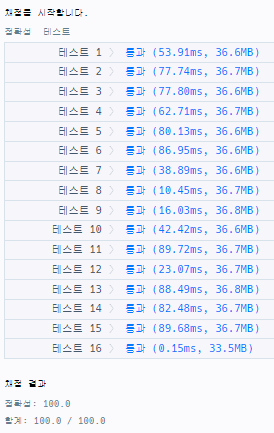 채점을 시작합니다.
정확성  테스트
테스트 1 〉 통과 (53.91ms, 36.6MB)
테스트 2 〉 통과 (77.74ms, 36.7MB)
테스트 3 〉 통과 (77.80ms, 36.6MB)
테스트 4 〉 통과 (62.71ms, 36.7MB)
테스트 5 〉 통과 (80.13ms, 36.6MB)
테스트 6 〉 통과 (86.95ms, 36.6MB)
테스트 7 〉 통과 (38.89ms, 36.6MB)
테스트 8 〉 통과 (10.45ms, 36.7MB)
테스트 9 〉 통과 (16.03ms, 36.8MB)
테스트 10 〉 통과 (42.42ms, 36.6MB)
테스트 11 〉 통과 (89.72ms, 36.7MB)
테스트 12 〉 통과 (23.07ms, 36.7MB)
테스트 13 〉 통과 (88.49ms, 36.8MB)
테스트 14 〉 통과 (82.48ms, 36.7MB)
테스트 15 〉 통과 (89.68ms, 36.7MB)
테스트 16 〉 통과 (0.15ms, 33.5MB)
채점 결과
정확성: 100.0
합계: 100.0 / 100.0